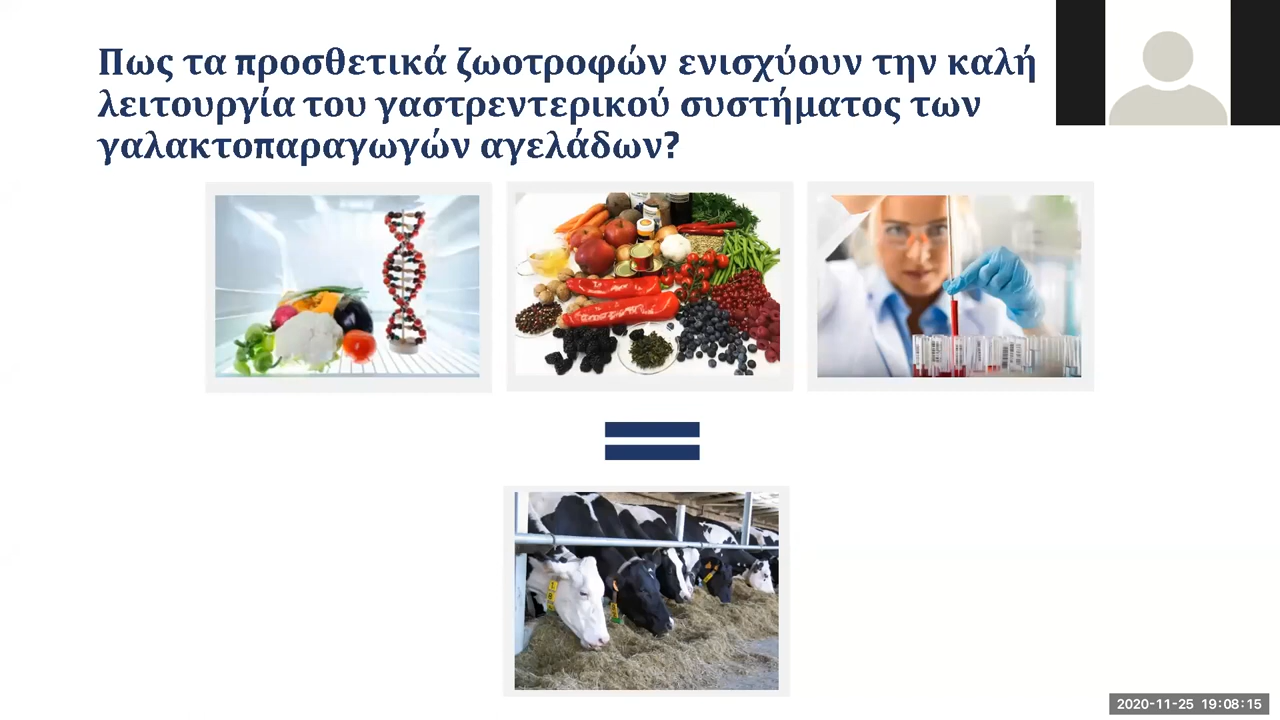 Πως τα προσθετικά ζωοτροφών ενισχύουν την καλή
λειτουργία του γαστρεντερικού συστήματος των
γαλακτοπαραγωγών αγελάδων?
2020-11-25 19:08:15